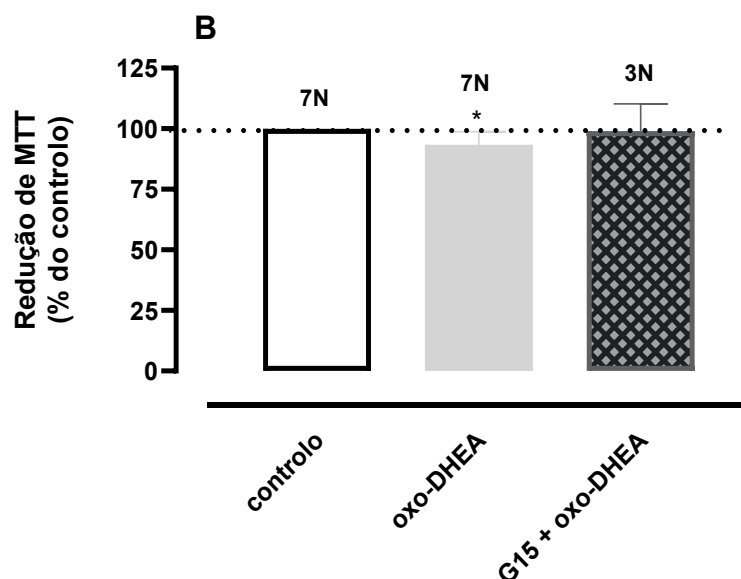 B
Redução de MTT
(% do controlo)
125
100
75
50
25
0
7N
7N
*
3N
controlo
oxo-DHEA
G15 + oxo-DHEA